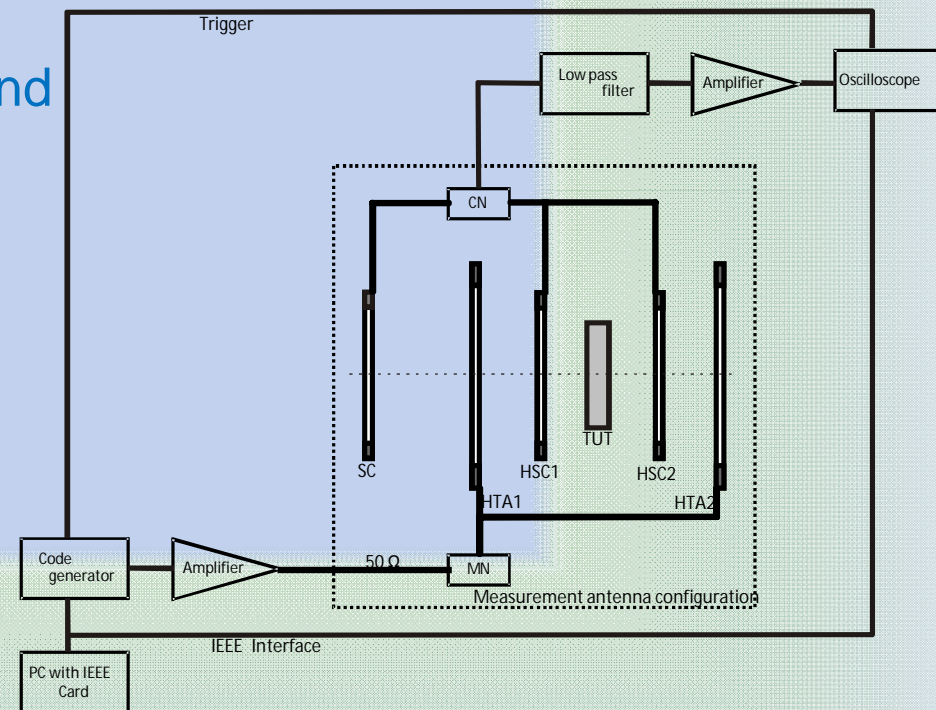 Trigger
nd
Low pass
filter
Amplifier
Oscilloscope
CN
TUT
SC
HSC1
HSC2
HTA1
HTA2
Code
generator
Amplifier
50 Ω
MN
Measurement antenna configuration
IEEE Interface
PC with IEEE
Card